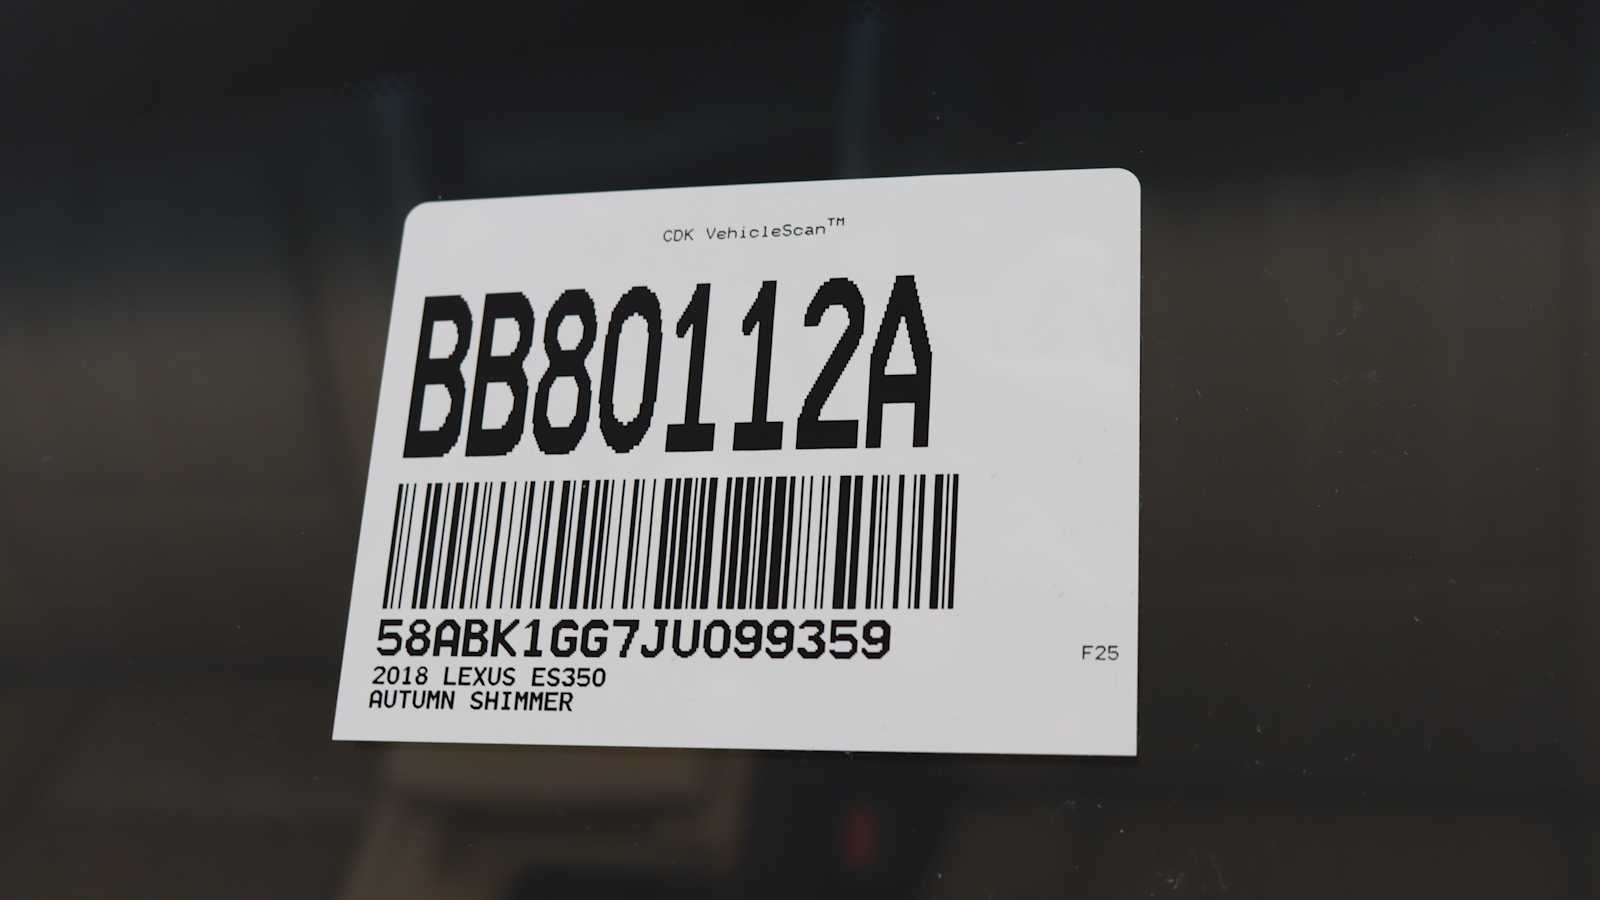 CDK VehicleScan™
BB80112A
58ABK1GG7JU099359
2018 LEXUS ES350
AUTUMN SHIMMER
F25